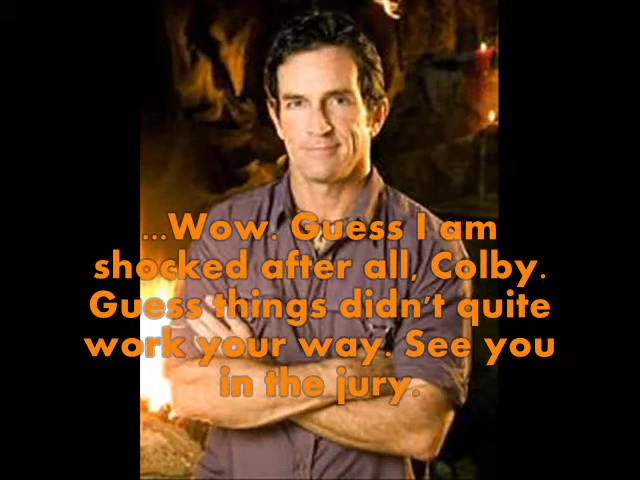 ...Wow. Guess I am
shocked after all, Colby.
Guess things didn't quite
work your way. See you
in the jury.